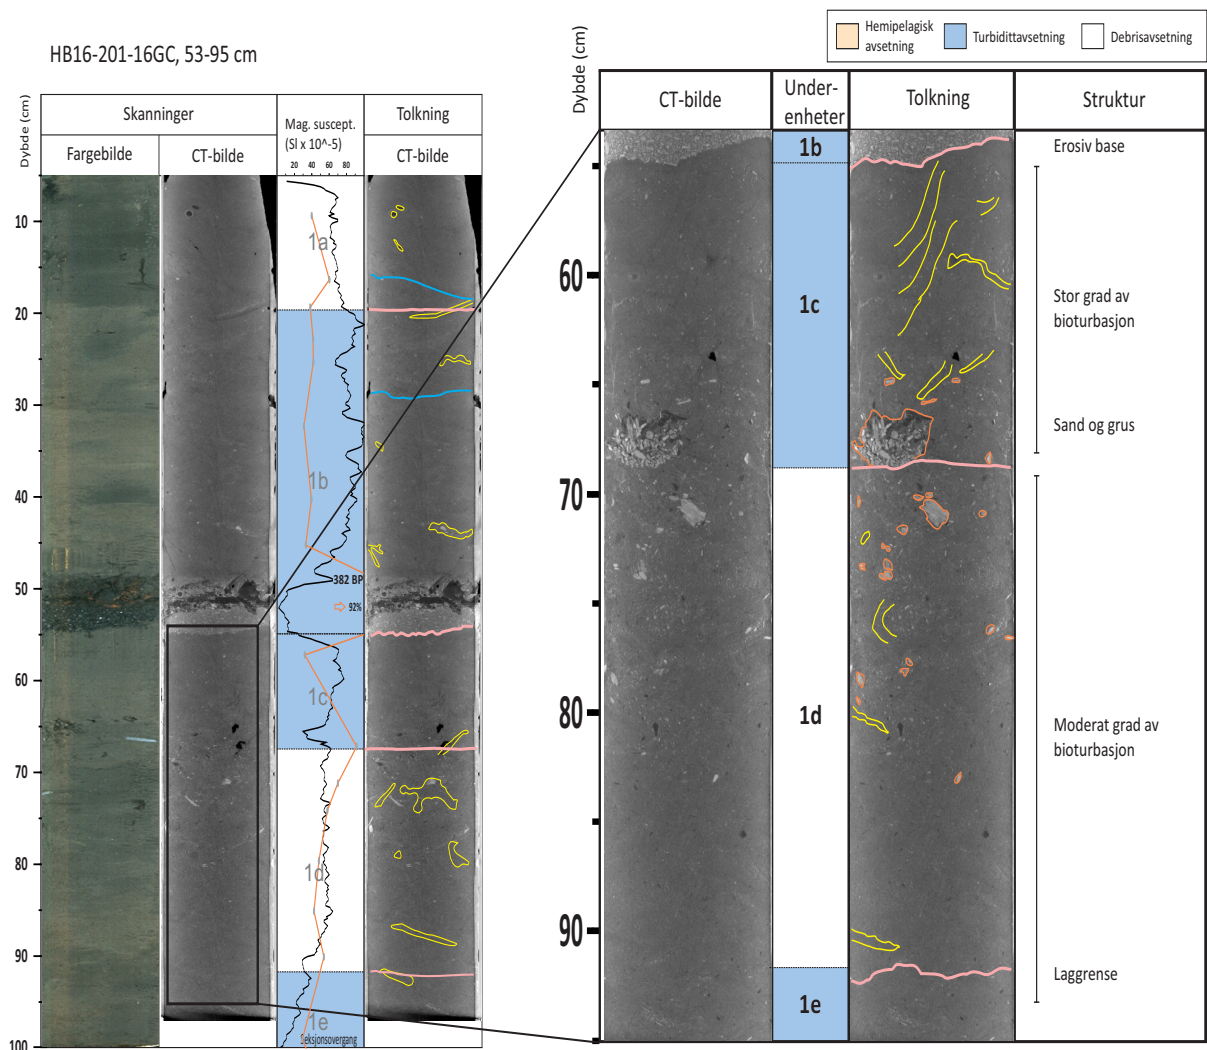 HB16-201-16GC, 53-95 cm
Hemipelagisk
avsetning
Turbidittavsetning
Debrisavsetning
Dybde (cm)
Skanninger
Fargebilde
CT-bilde
Mag. suscept.
(SI x 10^-5)
20 40 60 80
Tolkning
CT-bilde
10
20
30
40
50
60
70
80
90
100
1a
1b
382 BP
92%
1c
1d
1e
Seksjonsovergang
Dybde (cm)
CT-bilde
Under-
enheter
Tolkning
Struktur
60
70
80
90
1b
1c
1d
1e
Erosiv base
Stor grad av
bioturbasjon
Sand og grus
Moderat grad av
bioturbasjon
Laggrense